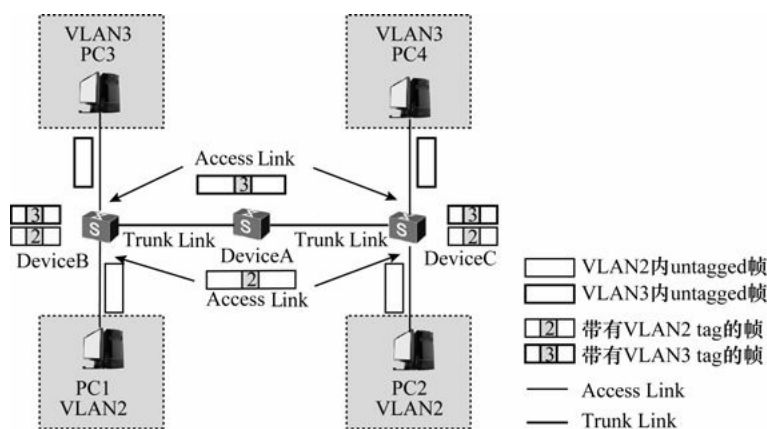 VLAN3
PC3
VLAN3
PC4
Access Link
3
3
2
S
S
S
3
2
Trunk Link
DeviceA
Trunk Link
DeviceB
DeviceC
2
Access Link
PC1
VLAN2
PC2
VLAN2
VLAN2内untagged帧
VLAN3内untagged帧
2 带有VLAN2 tag的帧
3 带有VLAN3 tag的帧
Access Link
Trunk Link